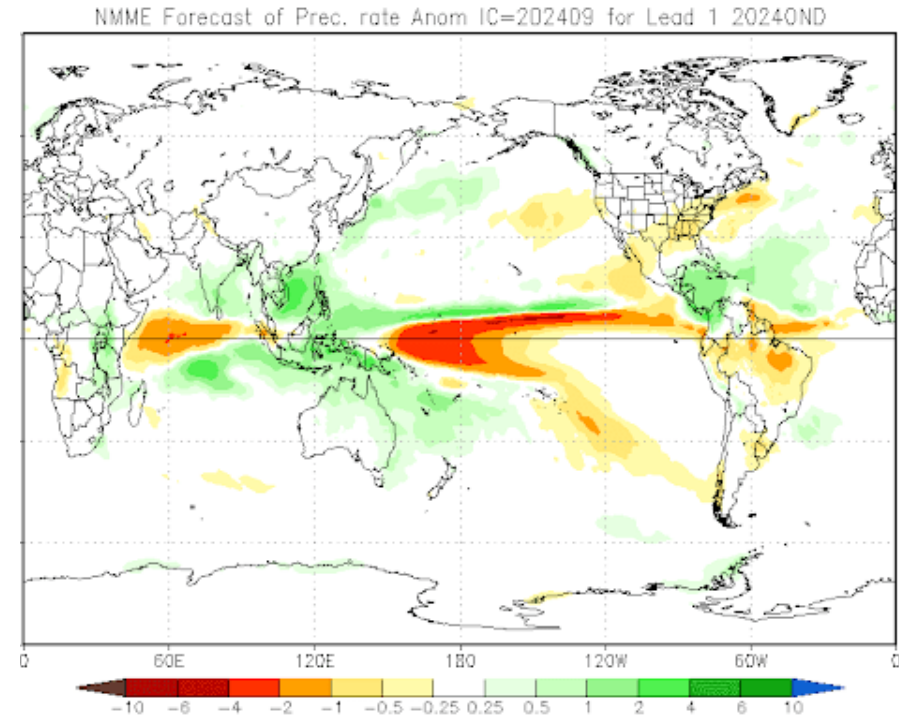 NMME Forecast of Prec. rate Anom IC=202409 for Lead 1 2024OND
0 60E 120E 180 120W 60W 0
-10 -6 -4 -2 -1 -0.5 -0.25 0.25 0.5 1 2 4 6 10